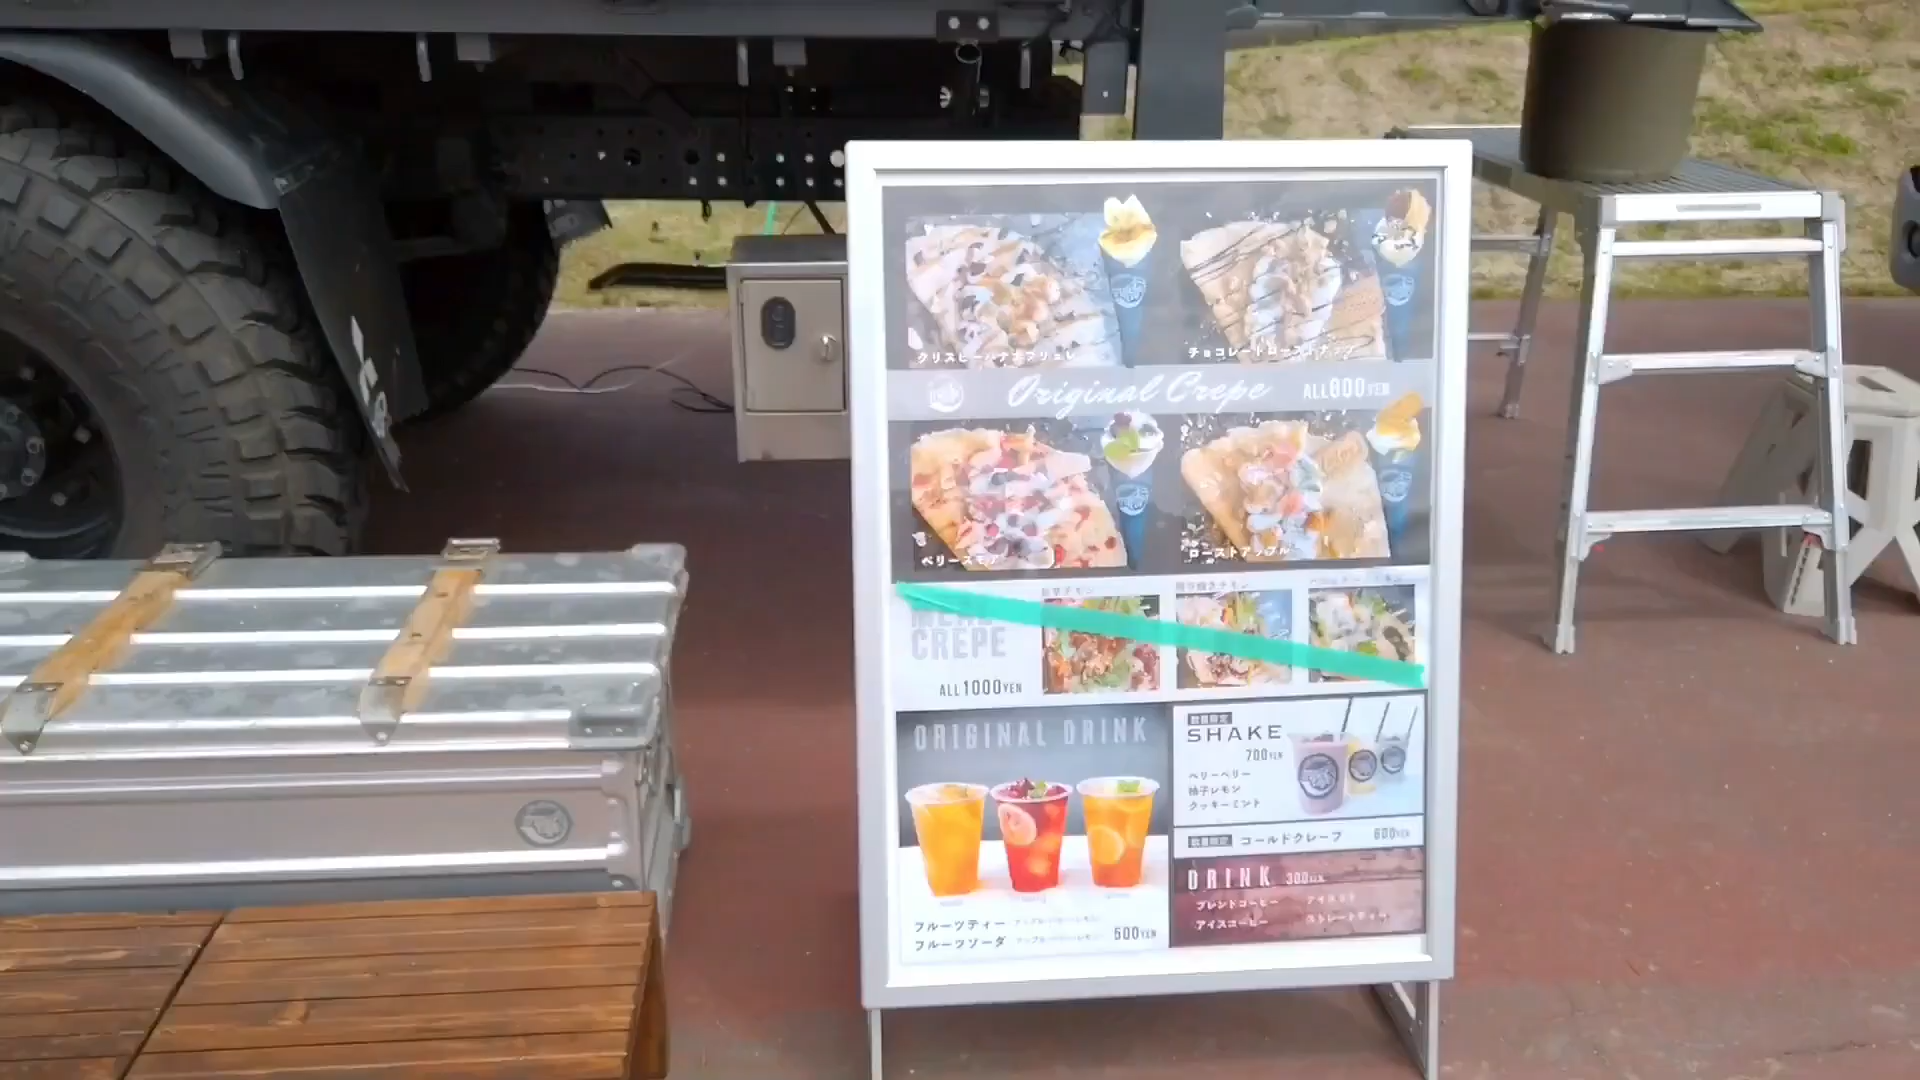 クリスピーバナナブリュレ
チョコレートローストナッツ
Original Crepe
ALL 800 YEN
ベリースモア
ローストアップル
CREPE
ALL 1000 YEN
ORIGINAL DRINK
フルーツティー
フルーツソーダ
500 YEN
数量限定
SHAKE
700 YEN
ベリーベリー
柚子レモン
クッキーミント
数量限定 コールドクレープ 600 YEN
DRINK 300 YEN
ブレンドコーヒー
アイスコーヒー
ストレートティー